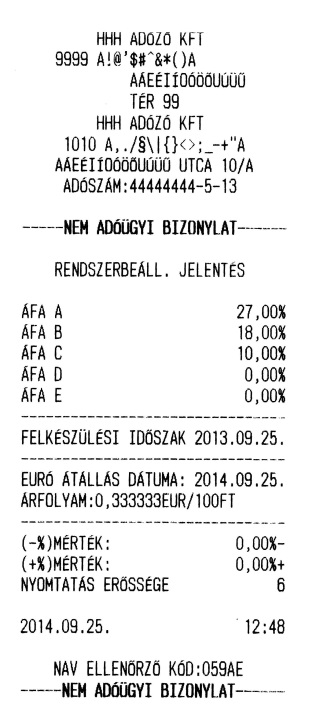 HHH ADÓZÓ KFT
9999 A!@'$#^&*()A
AÁEÉIÍOÓÖŐUÚÜŰ
TÉR 99
HHH ADÓZÓ KFT
1010 A,./§\|{}<>;_-+"A
AÁEÉIÍOÓÖŐUÚÜŰ UTCA 10/A
ADÓSZÁM:44444444-5-13
-----NEM ADÓÜGYI BIZONYLAT-----
RENDSZERBEÁLL. JELENTÉS
ÁFA A 27,00%
ÁFA B 18,00%
ÁFA C 10,00%
ÁFA D 0,00%
ÁFA E 0,00%
FELKÉSZÜLÉSI IDŐSZAK 2013.09.25.
EURÓ ÁTÁLLÁS DÁTUMA: 2014.09.25.
ÁRFOLYAM:0,333333EUR/100FT
(-%)MÉRTÉK: 0,00%-
(+%)MÉRTÉK: 0,00%+
NYOMTATÁS ERŐSSÉGE 6
2014.09.25. 12:48
NAV ELLENŐRZŐ KÓD:059AE
-----NEM ADÓÜGYI BIZONYLAT-----